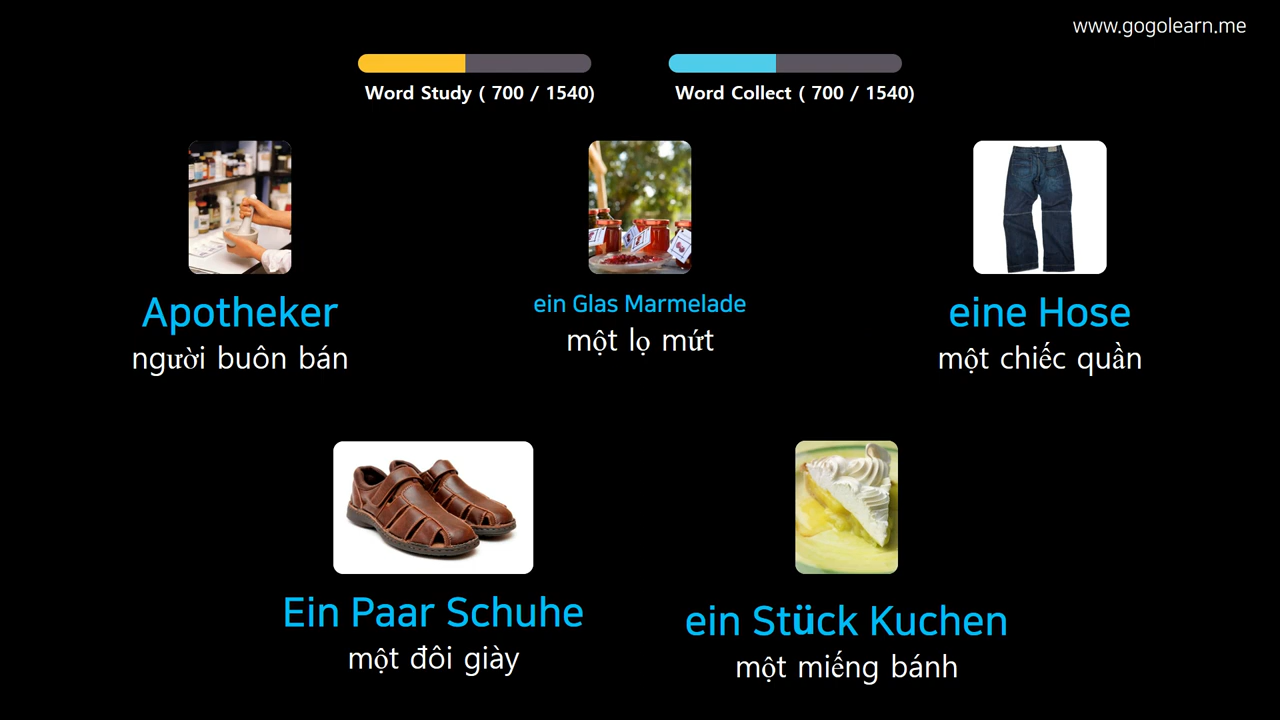 www.gogolearn.me
Word Study ( 700 / 1540)
Word Collect ( 700 / 1540)
Apotheker
người buôn bán
ein Glas Marmelade
một lọ mứt
eine Hose
một chiếc quần
Ein Paar Schuhe
một đôi giày
ein Stück Kuchen
một miếng bánh